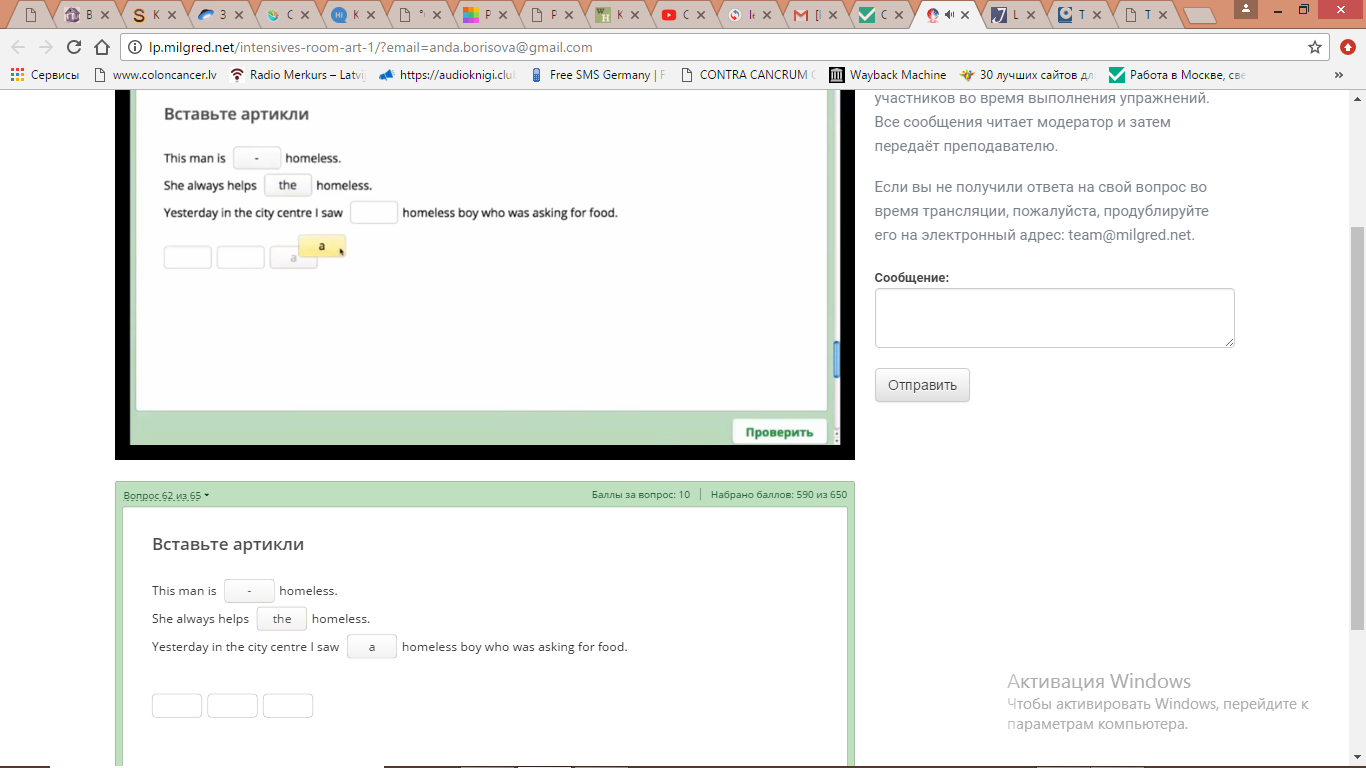 B
S K
З
С
Hi K
"
P
P
WH K
C
Ie
[
C
J L
T
T
lp.milgred.net/intensives-room-art-1/?email=anda.borisova@gmail.com
Сервисы www.coloncancer.lv Radio Merkurs – Latvij https://audioknigi.clu Free SMS Germany | F CONTRA CANCRUM Wayback Machine 30 лучших сайтов дл Работа в Москве, све »
Вставьте артикли
This man is - homeless.
She always helps the homeless.
Yesterday in the city centre I saw homeless boy who was asking for food.
a
a
Проверить
участников во время выполнения упражнений.
Все сообщения читает модератор и затем
передаёт преподавателю.
Если вы не получили ответа на свой вопрос во
время трансляции, пожалуйста, продублируйте
его на электронный адрес: team@milgred.net.
Сообщение:
Отправить
Вопрос 62 из 65 Баллы за вопрос: 10 Набрано баллов: 590 из 650
Вставьте артикли
This man is - homeless.
She always helps the homeless.
Yesterday in the city centre I saw a homeless boy who was asking for food.
Активация Windows
Чтобы активировать Windows, перейдите к
параметрам компьютера.